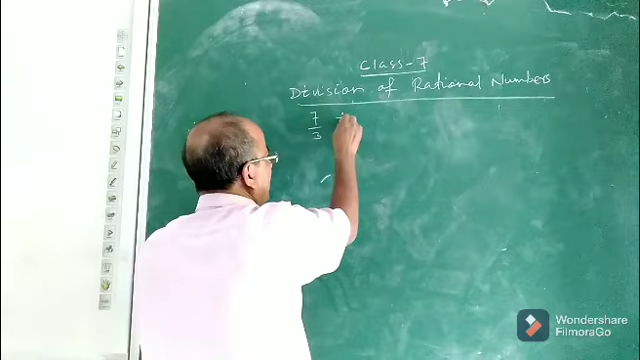 Class-7
Division of Rational Numbers
7/3 ÷
Wondershare
FilmoraGo